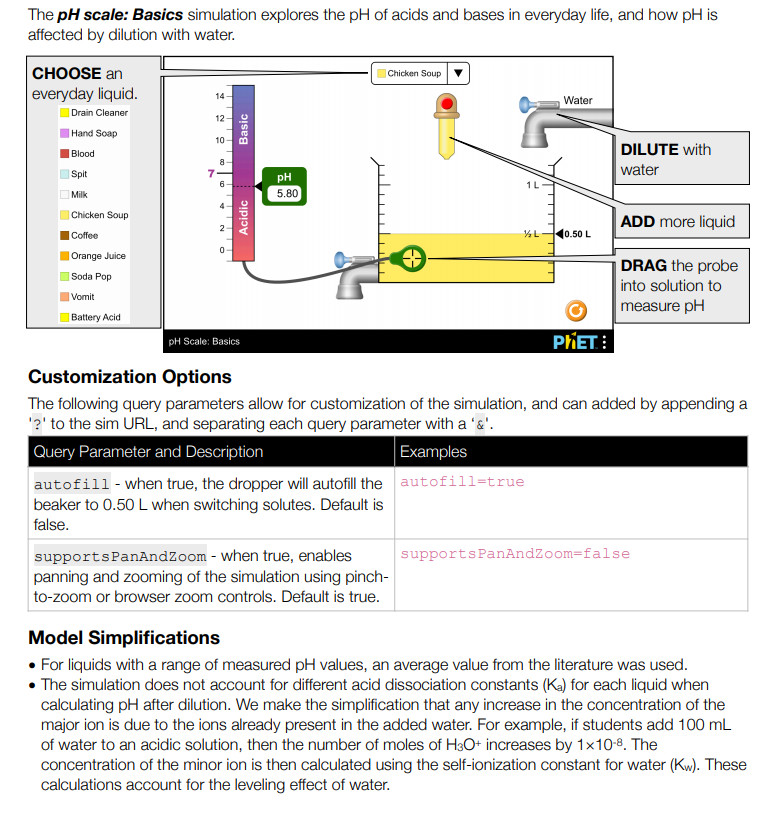 The pH scale: Basics simulation explores the pH of acids and bases in everyday life, and how pH is
affected by dilution with water.
CHOOSE an
everyday liquid.
Drain Cleaner
Hand Soap
Blood
Spit
Milk
Chicken Soup
Coffee
Orange Juice
Soda Pop
Vomit
Battery Acid
Chicken Soup ▼
14
12
10
8
7
6
4
2
0
Basic
Acidic
pH
5.80
Water
1 L
½ L
0.50 L
DILUTE with
water
ADD more liquid
DRAG the probe
into solution to
measure pH
pH Scale: Basics
PhET
Customization Options
The following query parameters allow for customization of the simulation, and can added by appending a
'?' to the sim URL, and separating each query parameter with a '&'.
Query Parameter and Description
Examples
autofill - when true, the dropper will autofill the
beaker to 0.50 L when switching solutes. Default is
false.
autofill=true
supportsPanAndZoom - when true, enables
panning and zooming of the simulation using pinch-
to-zoom or browser zoom controls. Default is true.
supportsPanAndZoom=false
Model Simplifications
• For liquids with a range of measured pH values, an average value from the literature was used.
• The simulation does not account for different acid dissociation constants (Kₐ) for each liquid when
calculating pH after dilution. We make the simplification that any increase in the concentration of the
major ion is due to the ions already present in the added water. For example, if students add 100 mL
of water to an acidic solution, then the number of moles of H₃O⁺ increases by 1×10⁻⁸. The
concentration of the minor ion is then calculated using the self-ionization constant for water (Kw). These
calculations account for the leveling effect of water.